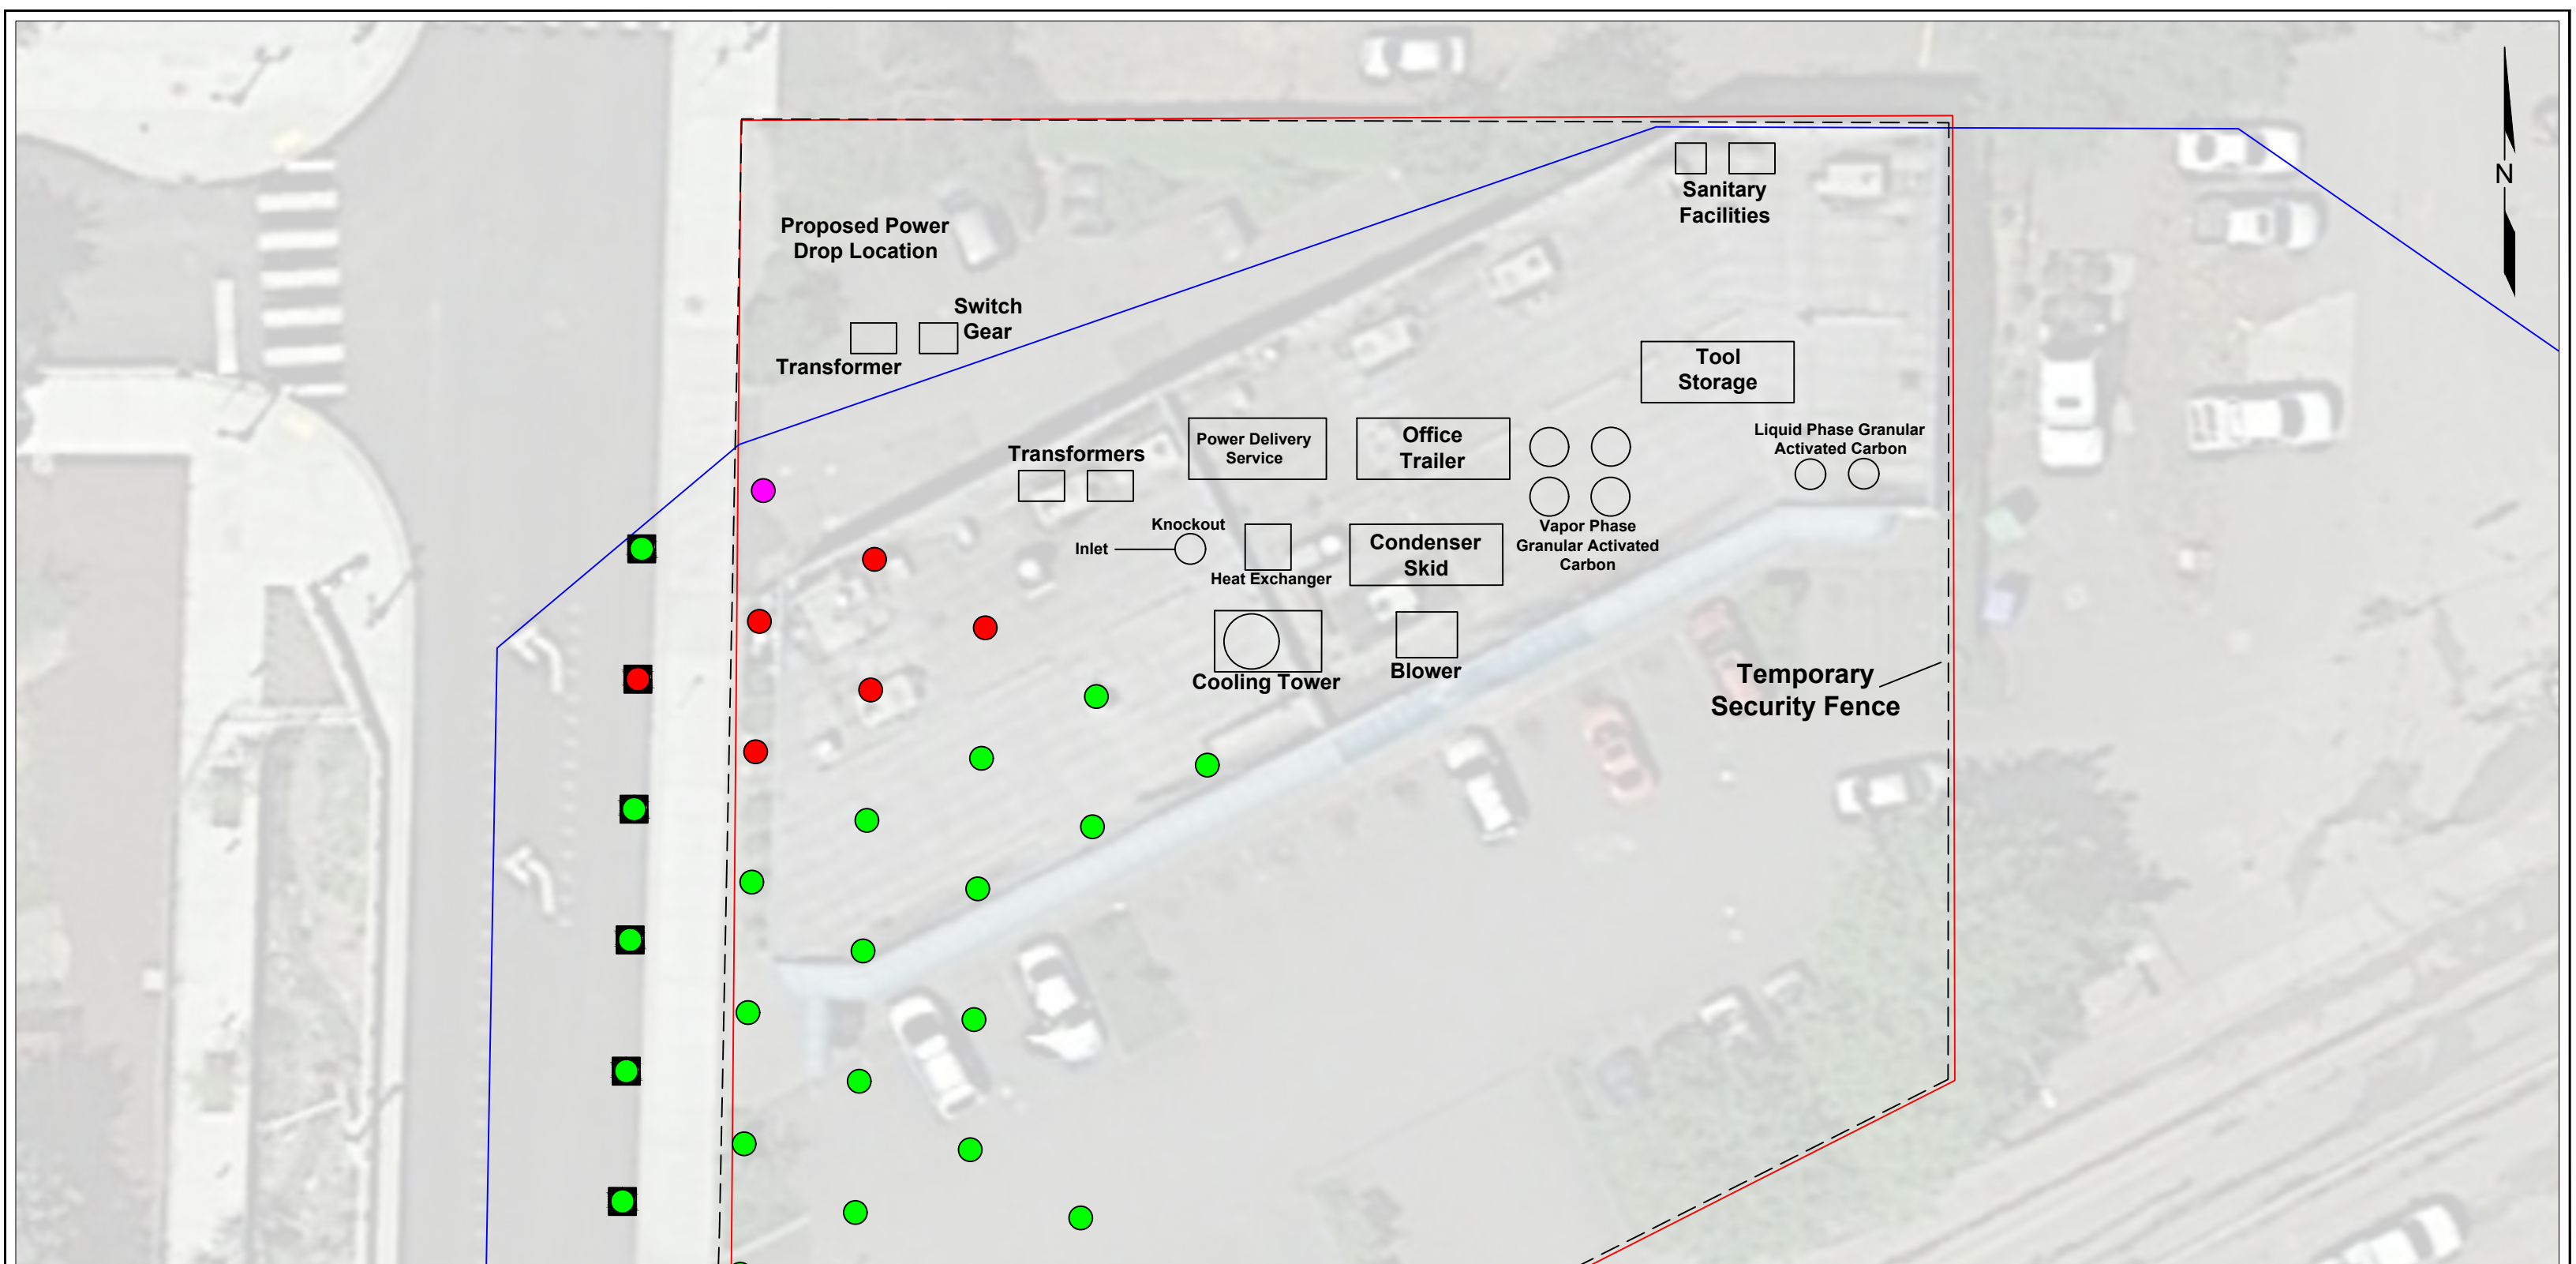 N
Sanitary
Facilities
Proposed Power
Drop Location
Switch
Gear
Transformer
Tool
Storage
Power Delivery
Service
Office
Trailer
Liquid Phase Granular
Activated Carbon
Transformers
Knockout
Inlet
Heat Exchanger
Condenser
Skid
Vapor Phase
Granular Activated
Carbon
Cooling Tower
Blower
Temporary
Security Fence